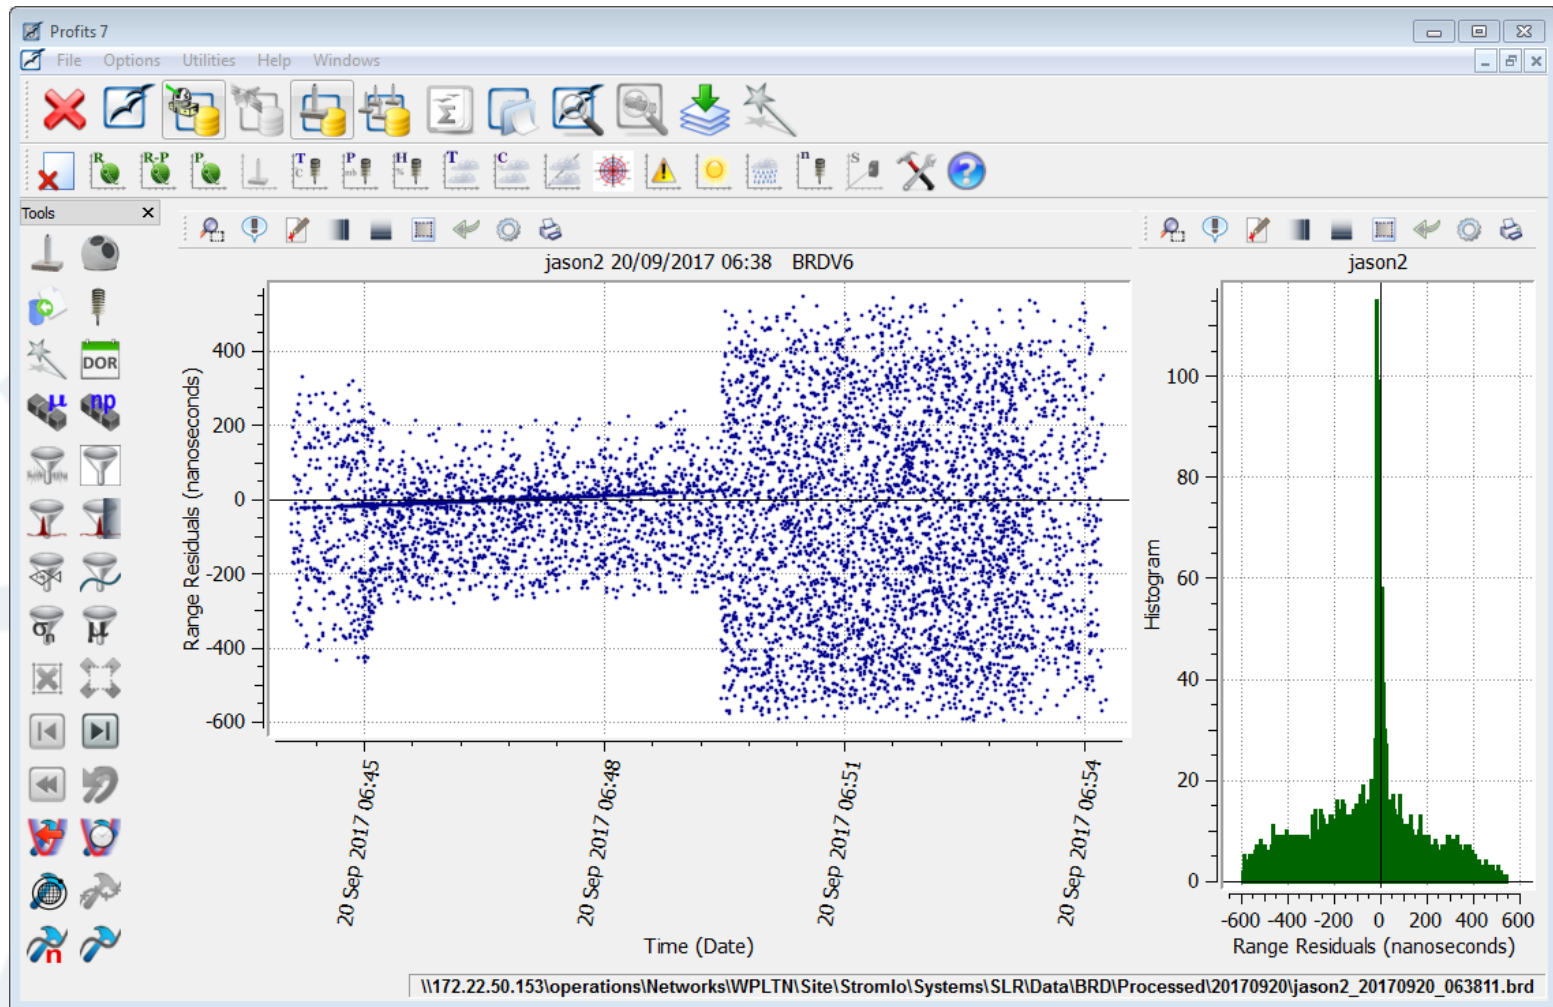 Profits 7
File Options Utilities Help Windows
R R-P P T C P mb H % T C n S
Tools
DOR
μ np
σn μ
n
jason2 20/09/2017 06:38 BRDV6
Range Residuals (nanoseconds)
400
200
0
-200
-400
-600
20 Sep 2017 06:45
20 Sep 2017 06:48
20 Sep 2017 06:51
20 Sep 2017 06:54
Time (Date)
jason2
Histogram
100
80
60
40
20
0
-600 -400 -200 0 200 400 600
Range Residuals (nanoseconds)
\\172.22.50.153\operations\Networks\WPLTN\Site\Stromlo\Systems\SLR\Data\BRD\Processed\20170920\jason2_20170920_063811.brd